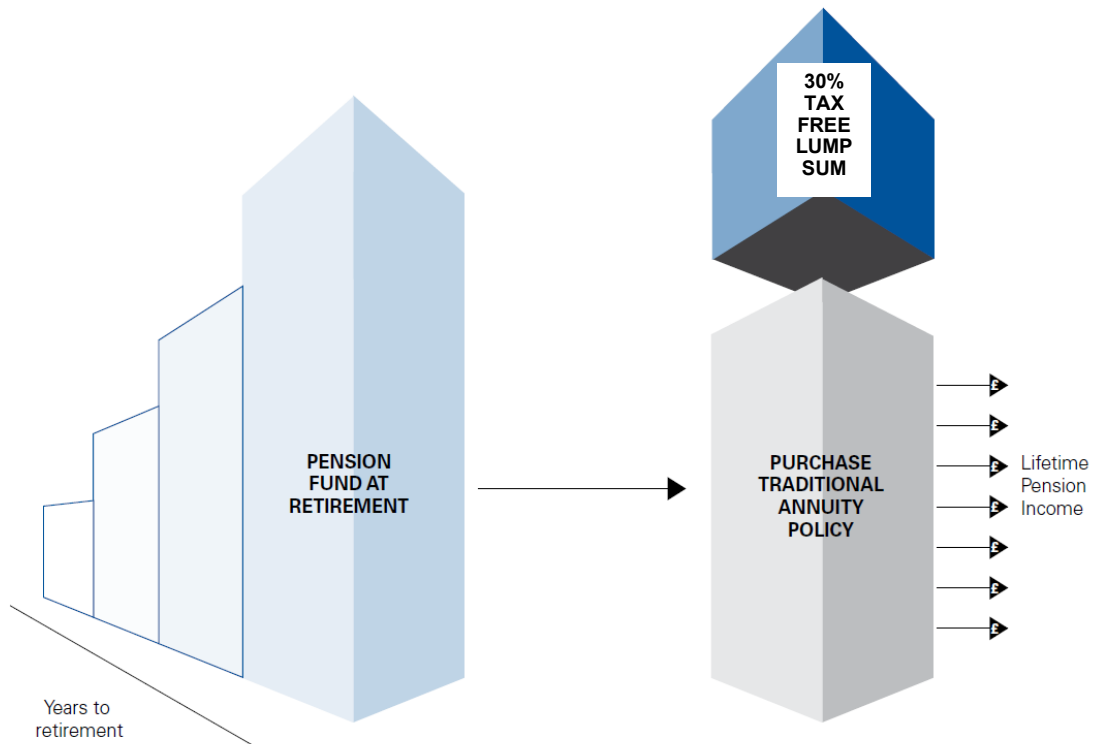 30%
TAX
FREE
LUMP
SUM
PENSION
FUND AT
RETIREMENT
PURCHASE
TRADITIONAL
ANNUITY
POLICY
£
£
£
£
£
£
£
Lifetime
Pension
Income
Years to
retirement